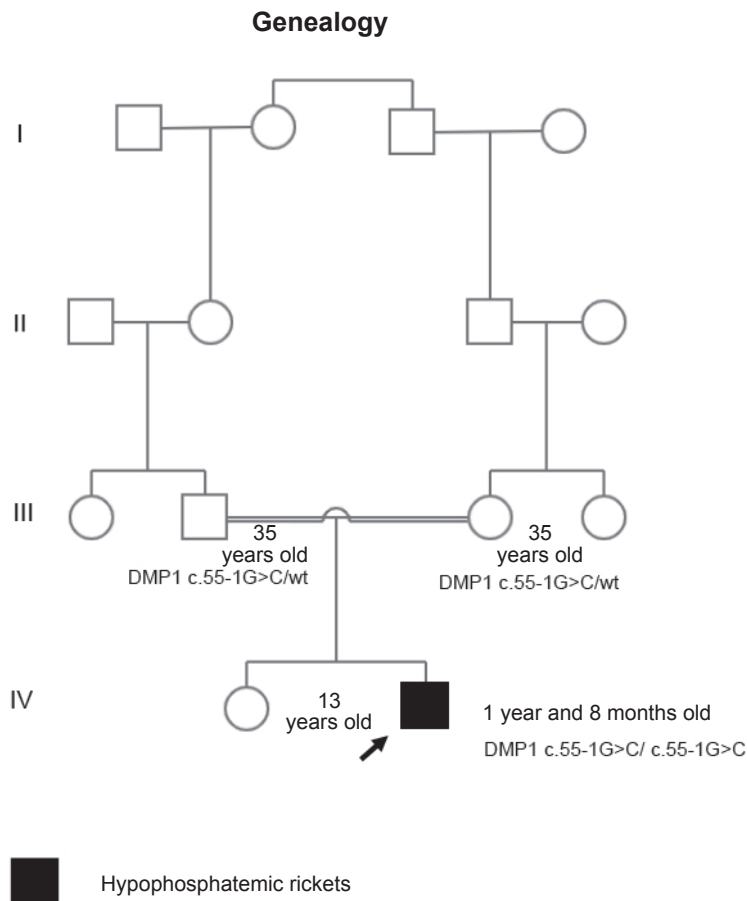 Genealogy
I
II
III
35
years old
DMP1 c.55-1G>C/wt
35
years old
DMP1 c.55-1G>C/wt
IV
13
years old
1 year and 8 months old
DMP1 c.55-1G>C/ c.55-1G>C
Hypophosphatemic rickets